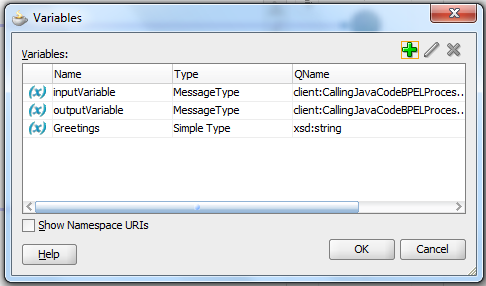 Variables
Variables:
Name Type QName
(x) inputVariable MessageType client:CallingJavaCodeBPELProces...
(x) outputVariable MessageType client:CallingJavaCodeBPELProces...
(x) Greetings Simple Type xsd:string
Show Namespace URIs
Help OK Cancel